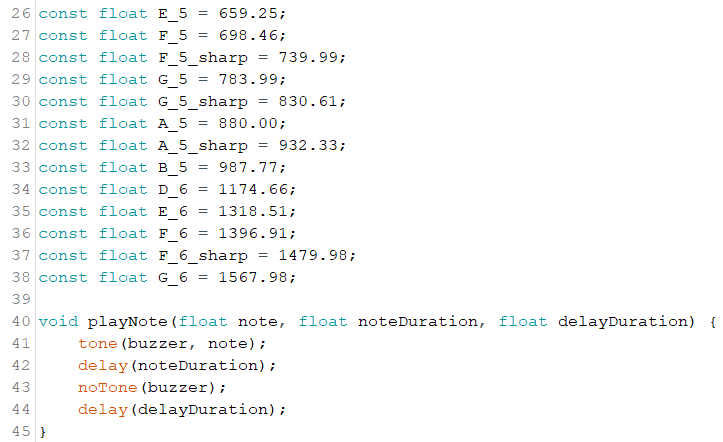 26 const float E_5 = 659.25;
27 const float F_5 = 698.46;
28 const float F_5_sharp = 739.99;
29 const float G_5 = 783.99;
30 const float G_5_sharp = 830.61;
31 const float A_5 = 880.00;
32 const float A_5_sharp = 932.33;
33 const float B_5 = 987.77;
34 const float D_6 = 1174.66;
35 const float E_6 = 1318.51;
36 const float F_6 = 1396.91;
37 const float F_6_sharp = 1479.98;
38 const float G_6 = 1567.98;
39
40 void playNote(float note, float noteDuration, float delayDuration) {
41     tone(buzzer, note);
42     delay(noteDuration);
43     noTone(buzzer);
44     delay(delayDuration);
45 }